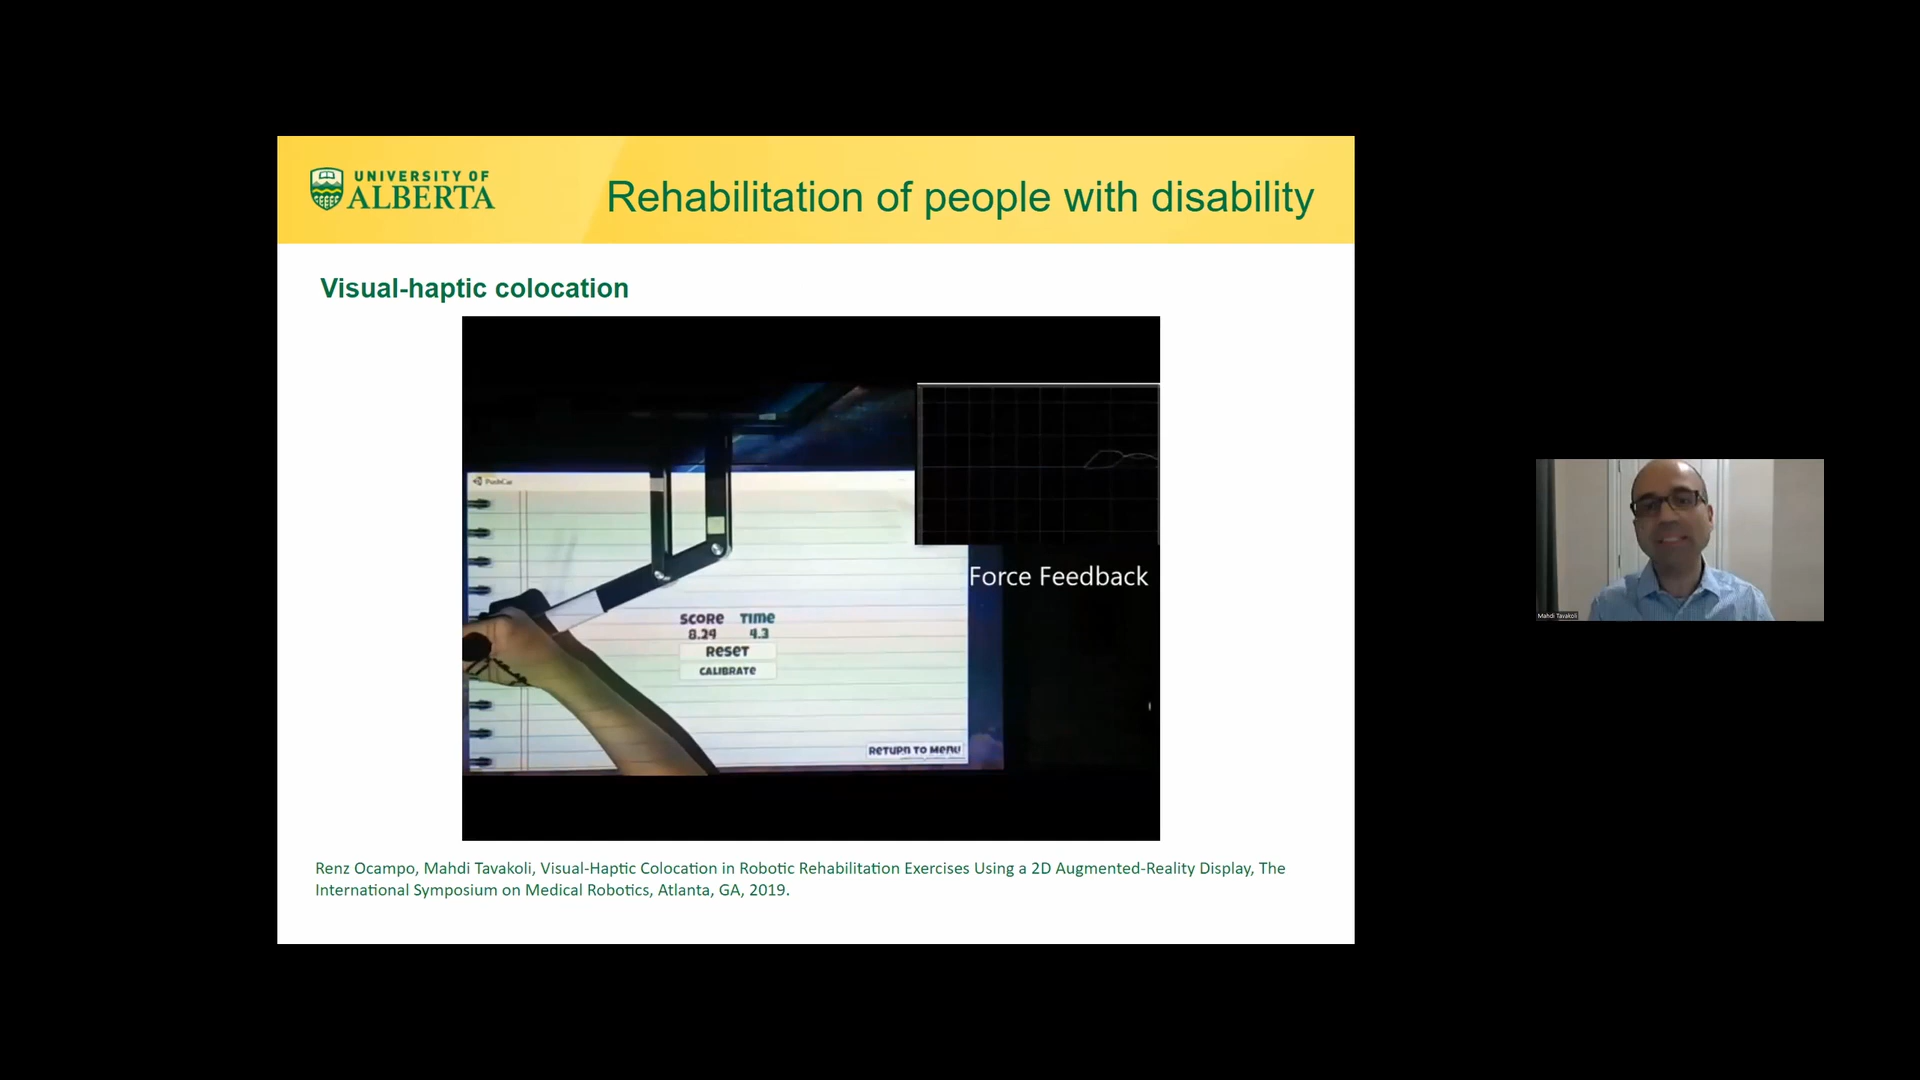 UNIVERSITY OF
ALBERTA
Rehabilitation of people with disability
Visual-haptic colocation
PushCar
Force Feedback
SCORE TIME
8.24 4.3
RESET
CALIBRATE
RETURN TO MENU
Mahdi Tavakoli
Renz Ocampo, Mahdi Tavakoli, Visual-Haptic Colocation in Robotic Rehabilitation Exercises Using a 2D Augmented-Reality Display, The
International Symposium on Medical Robotics, Atlanta, GA, 2019.